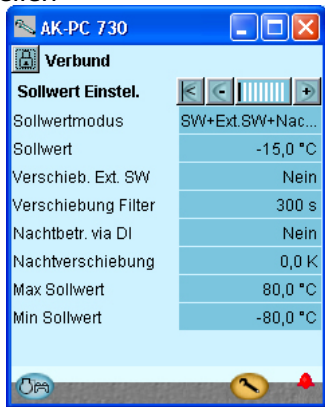 AK-PC 730
Verbund
Sollwert Einstel.
Sollwertmodus SW+Ext.SW+Nac...
Sollwert -15,0 °C
Verschieb. Ext. SW Nein
Verschiebung Filter 300 s
Nachtbetr. via DI Nein
Nachtverschiebung 0,0 K
Max Sollwert 80,0 °C
Min Sollwert -80,0 °C